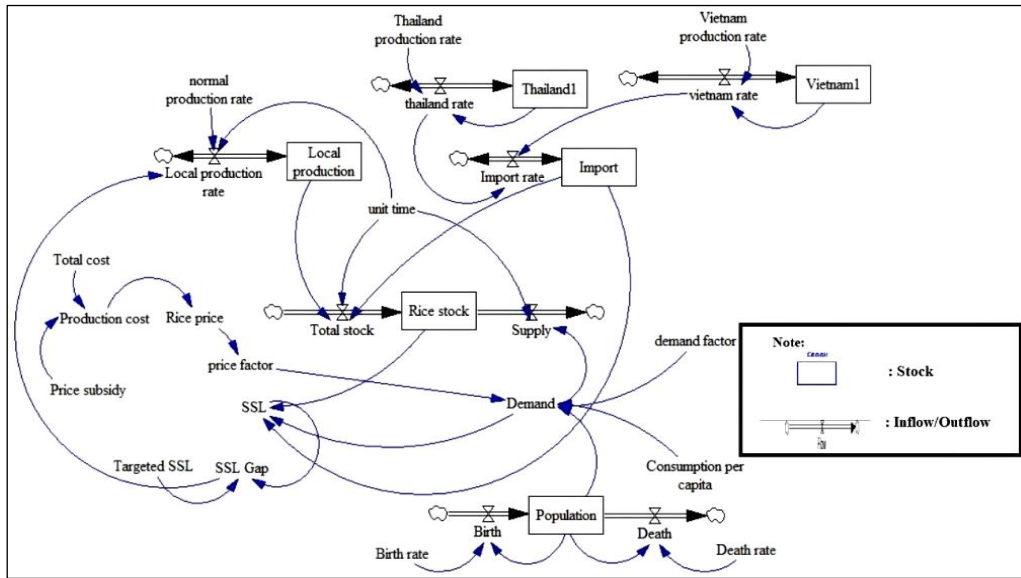 Thailand
production rate
Vietnam
production rate
normal
production rate
thailand rate
Thailand1
vietnam rate
Vietnam1
Local production
rate
Local
production
Import rate
Import
unit time
Total cost
Production cost
Rice price
Total stock
Rice stock
Supply
price factor
demand factor
Price subsidy
SSL
Demand
Targeted SSL
SSL Gap
Consumption per
capita
Birth
Population
Death
Birth rate
Death rate
Note:
: Stock
: Inflow/Outflow